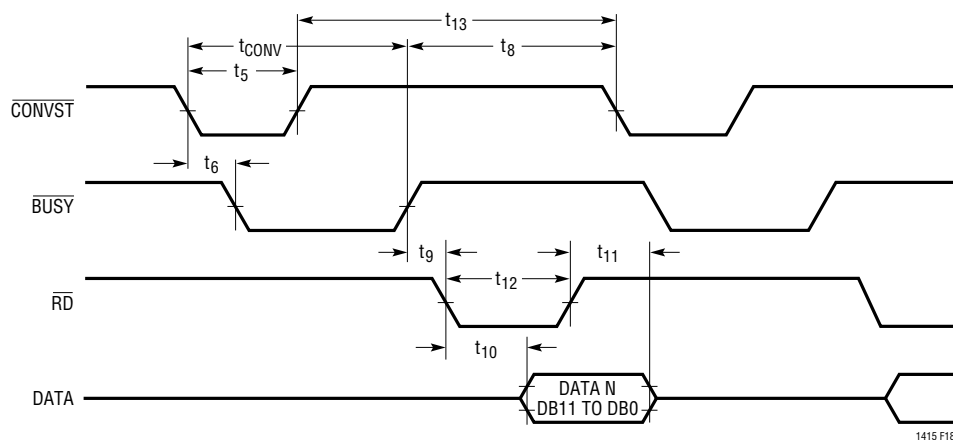 t13
tCONV
t8
t5
CONVST
t6
BUSY
t9
t11
t12
RD
t10
DATA
DATA N
DB11 TO DB0
1415 F18